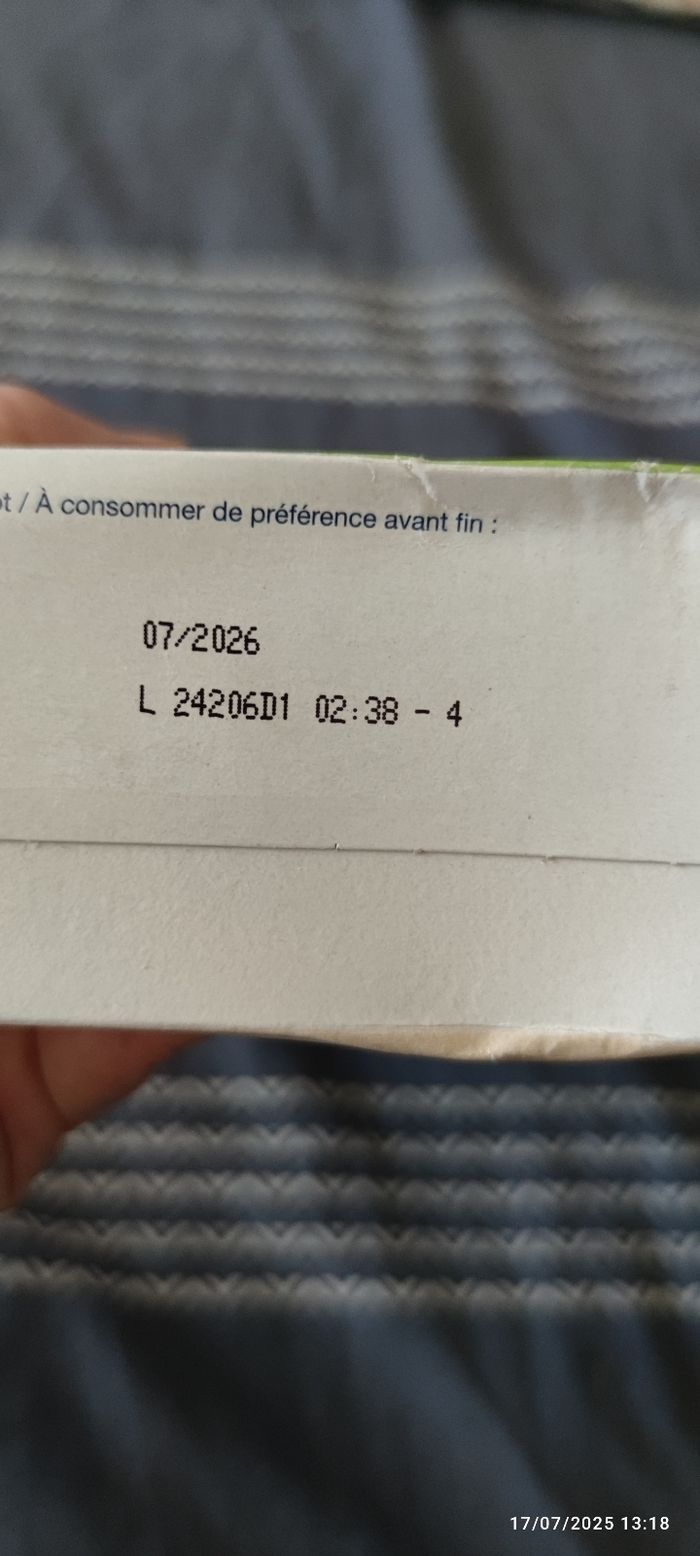 / À consommer de préférence avant fin :
07/2026
L 24206D1 02:38 - 4
17/07/2025 13:18